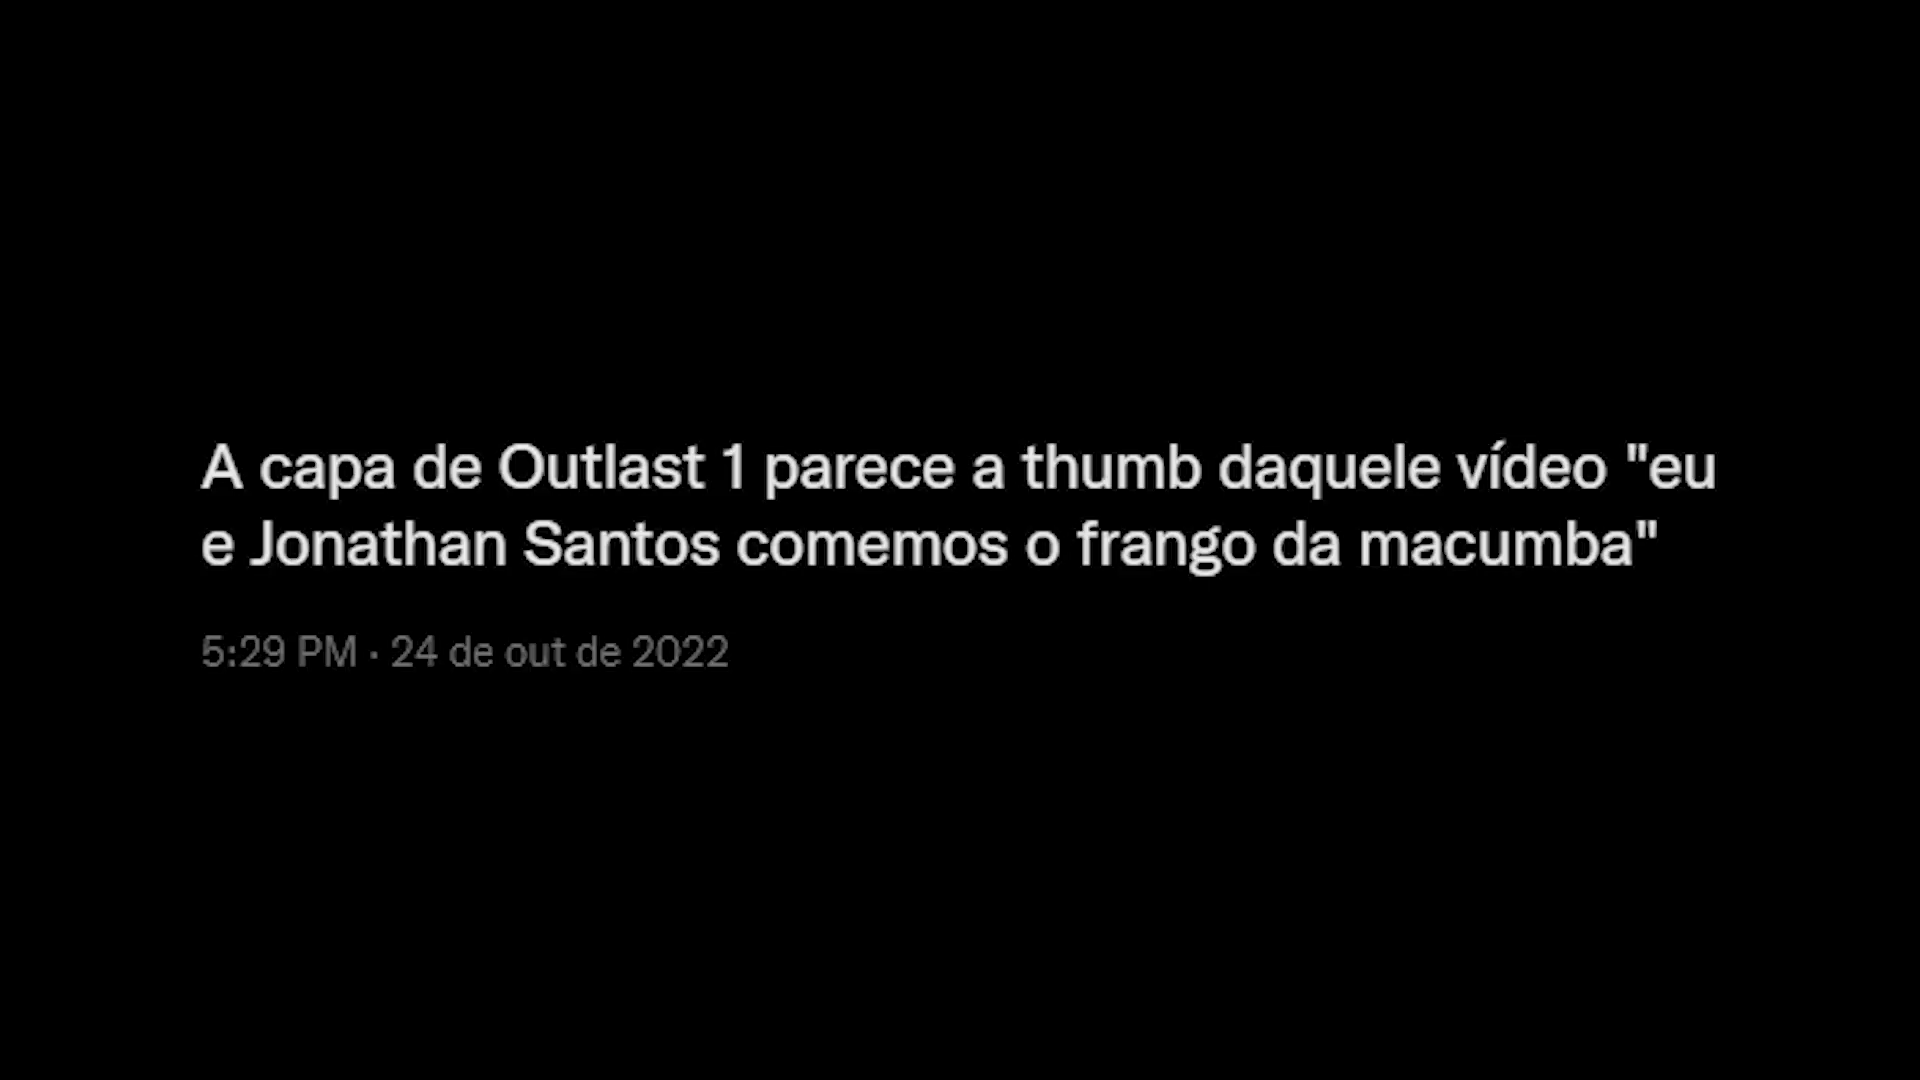 A capa de Outlast 1 parece a thumb daquele vídeo "eu
e Jonathan Santos comemos o frango da macumba"
5:29 PM · 24 de out de 2022